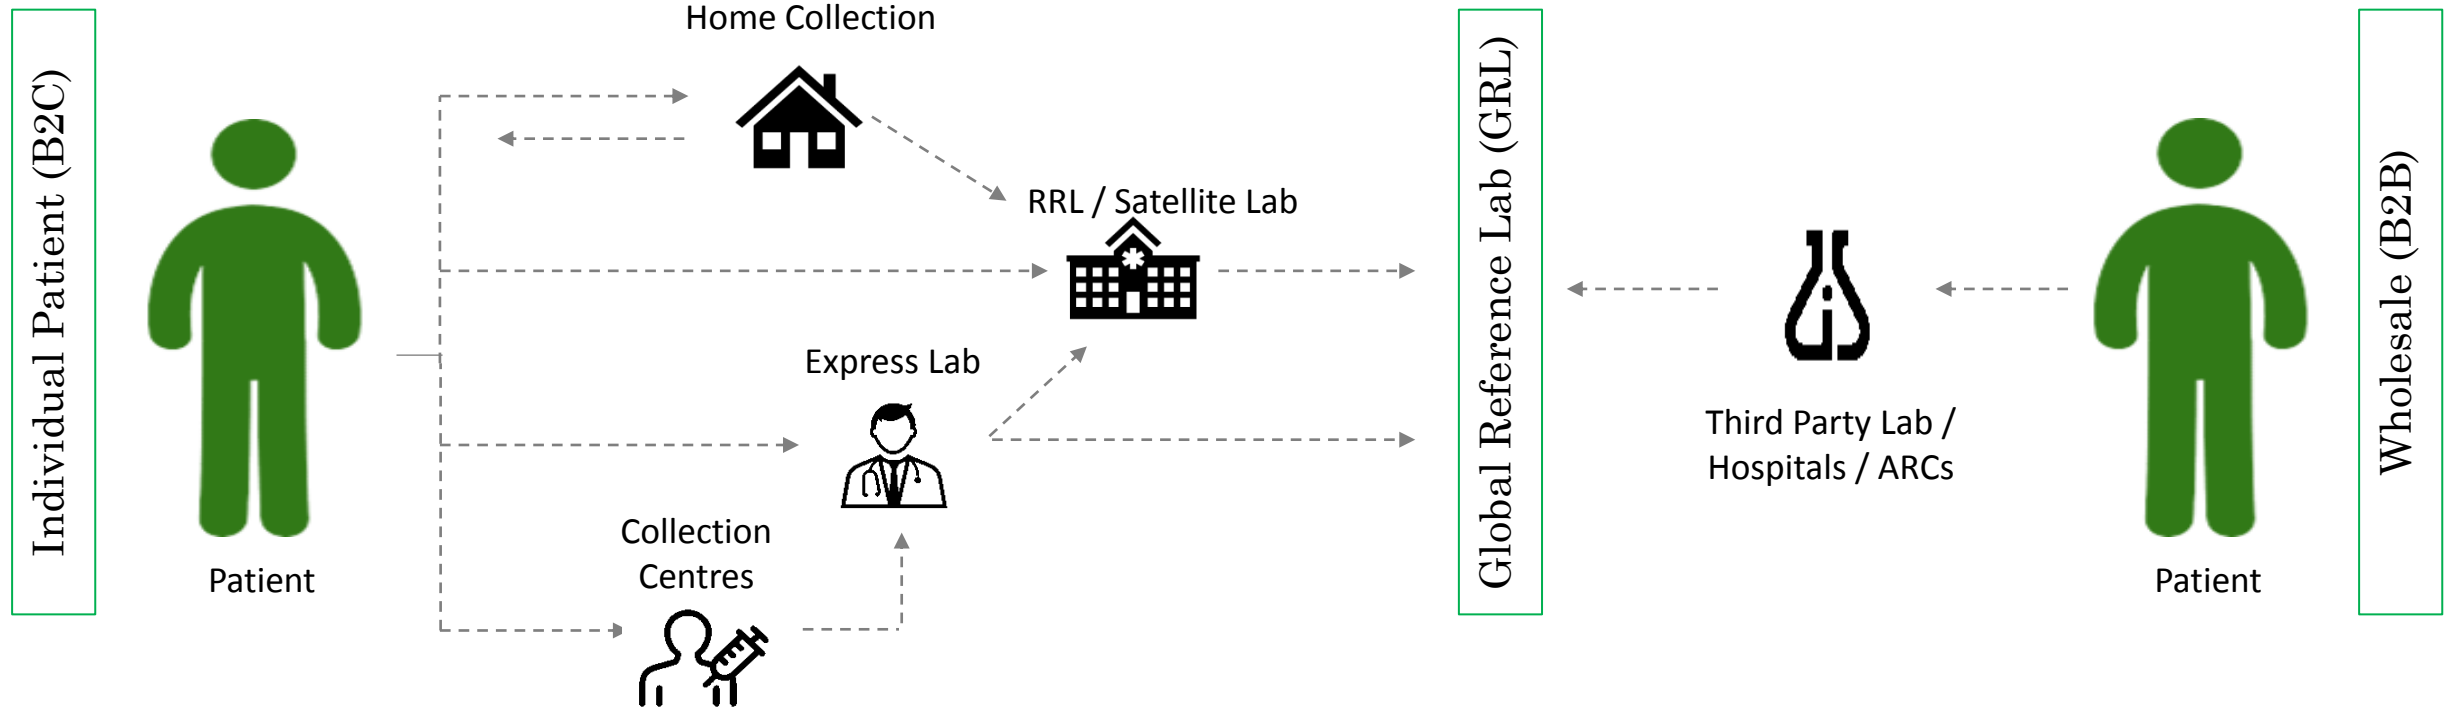 Individual Patient (B2C)
Patient
Home Collection
RRL / Satellite Lab
Express Lab
Collection
Centres
Global Reference Lab (GRL)
Third Party Lab /
Hospitals / ARCs
Patient
Wholesale (B2B)